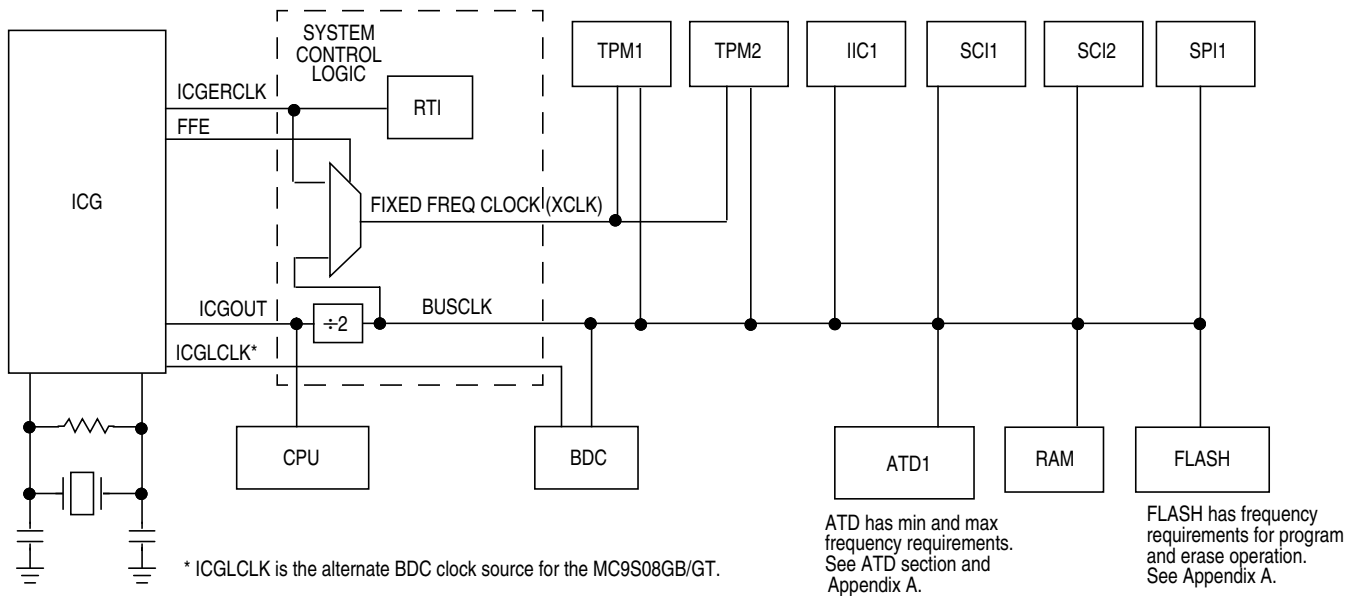 SYSTEM
CONTROL
LOGIC
TPM1
TPM2
IIC1
SCI1
SCI2
SPI1
ICGERCLK
RTI
FFE
ICG
FIXED FREQ CLOCK (XCLK)
ICGOUT
÷2
BUSCLK
ICGLCLK*
CPU
BDC
ATD1
RAM
FLASH
ATD has min and max
frequency requirements.
See ATD section and
Appendix A.
FLASH has frequency
requirements for program
and erase operation.
See Appendix A.
* ICGLCLK is the alternate BDC clock source for the MC9S08GB/GT.